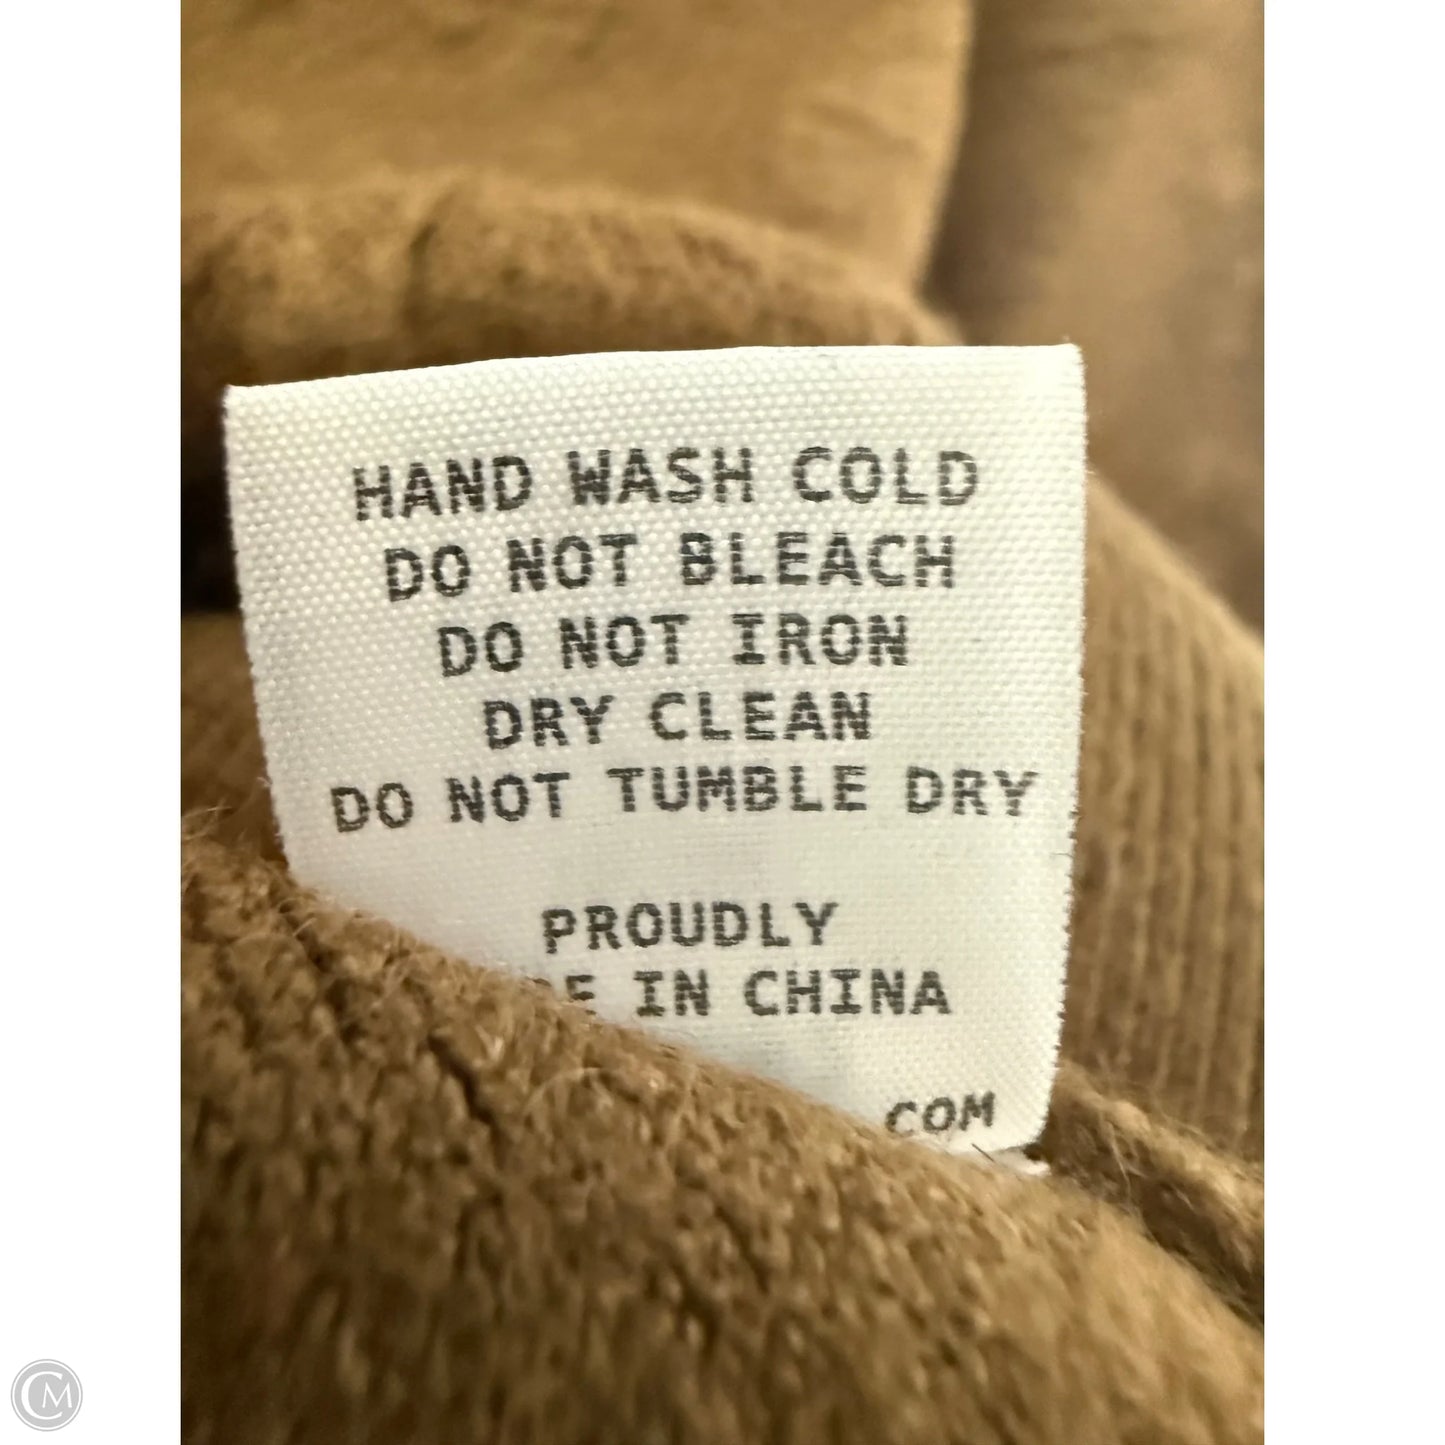 HAND WASH COLD
DO NOT BLEACH
DO NOT IRON
DRY CLEAN
DO NOT TUMBLE DRY
PROUDLY
E IN CHINA
COM
CM